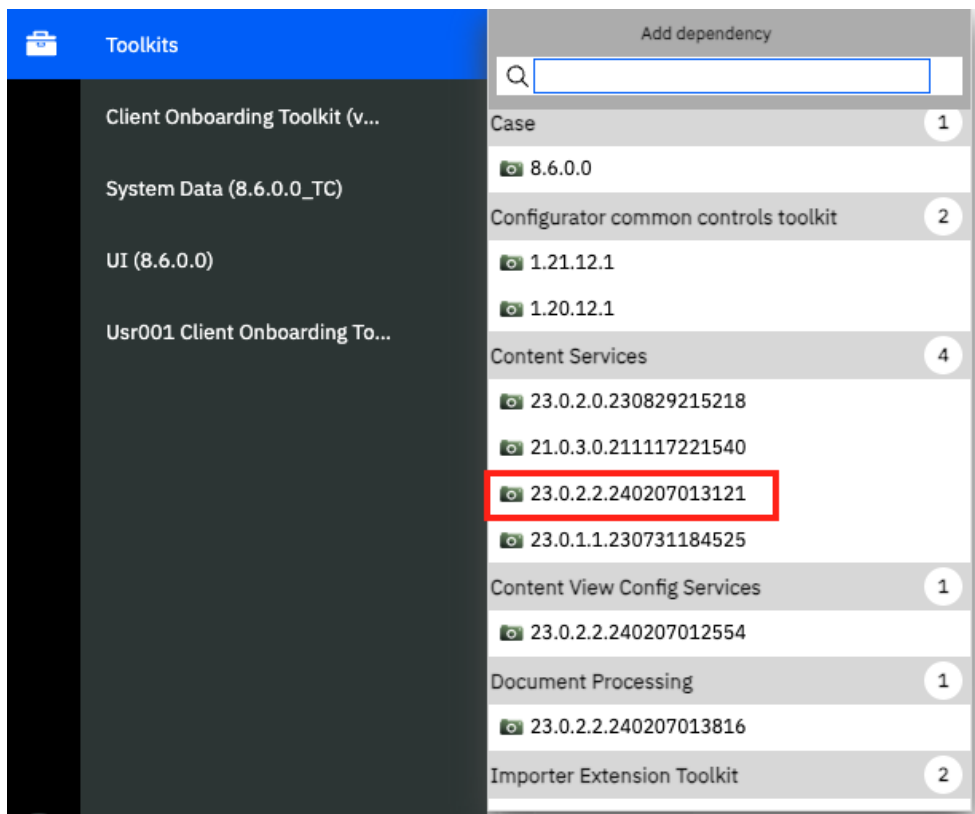 Toolkits
Client Onboarding Toolkit (v...
System Data (8.6.0.0_TC)
UI (8.6.0.0)
Usr001 Client Onboarding To...
Add dependency
Case 1
8.6.0.0
Configurator common controls toolkit 2
1.21.12.1
1.20.12.1
Content Services 4
23.0.2.0.230829215218
21.0.3.0.211117221540
23.0.2.2.240207013121
23.0.1.1.230731184525
Content View Config Services 1
23.0.2.2.240207012554
Document Processing 1
23.0.2.2.240207013816
Importer Extension Toolkit 2